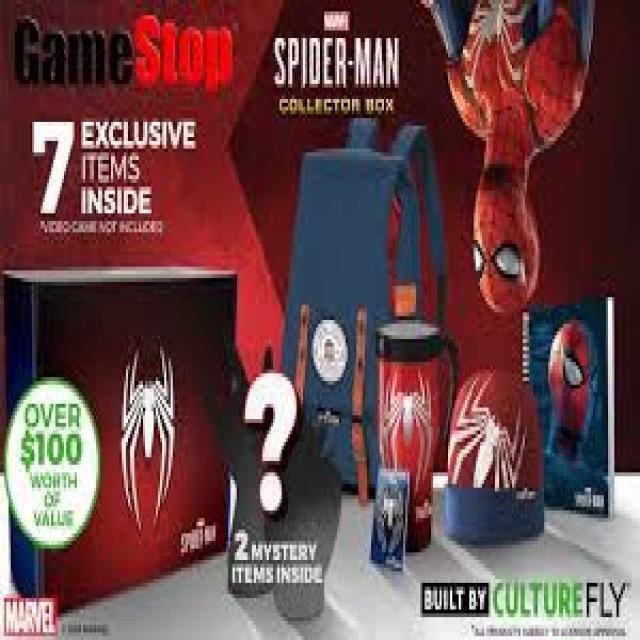 GameStop
MARVEL
SPIDER-MAN
COLLECTOR BOX
7 EXCLUSIVE
ITEMS
INSIDE
*VIDEO GAME NOT INCLUDED
OVER
$100
WORTH
OF
VALUE
?
2 MYSTERY
ITEMS INSIDE
MARVEL
BUILT BY CULTUREFLY